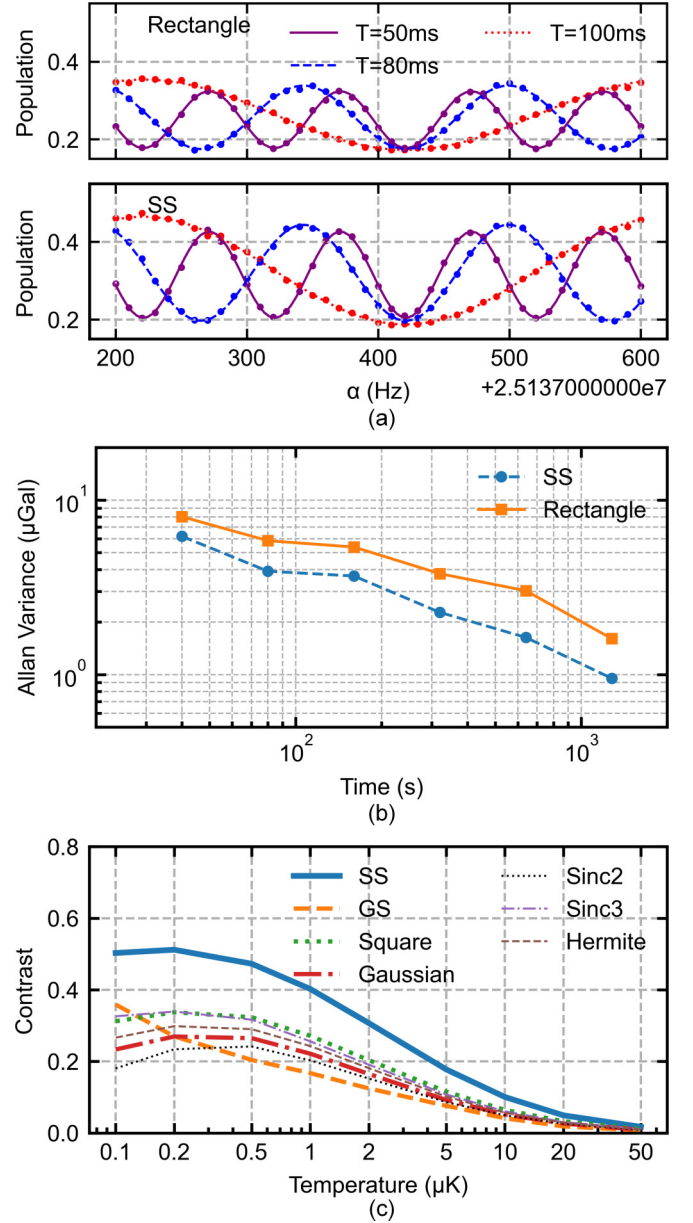 Rectangle
T=50ms
T=100ms
T=80ms
Population
0.4
0.2
SS
Population
0.4
0.2
200
300
400
500
600
α (Hz)
+2.5137000000e7
(a)
Allan Variance (μGal)
10¹
10⁰
SS
Rectangle
10²
10³
Time (s)
(b)
Contrast
0.8
0.6
0.4
0.2
0.0
SS
GS
Square
Gaussian
Sinc2
Sinc3
Hermite
0.1
0.2
0.5
1
2
5
10
20
50
Temperature (μK)
(c)